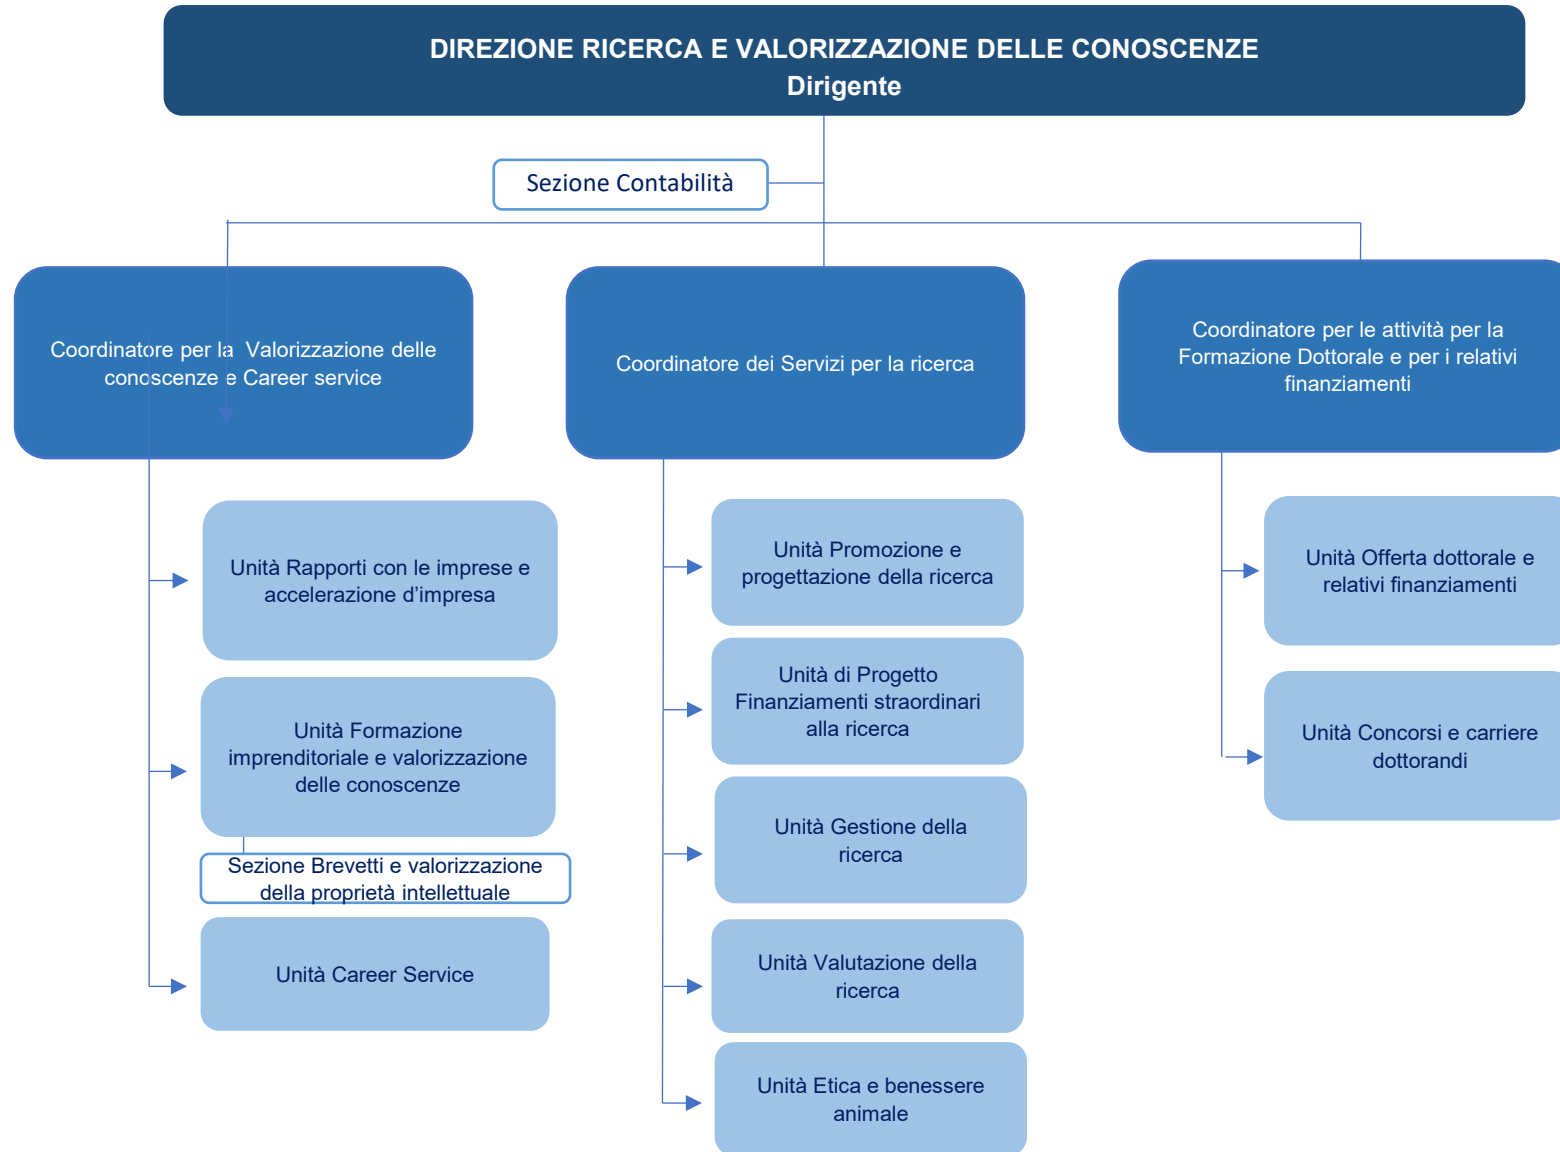 DIREZIONE RICERCA E VALORIZZAZIONE DELLE CONOSCENZE
Dirigente
Sezione Contabilità
Coordinatore per la Valorizzazione delle
conoscenze e Career service
Coordinatore dei Servizi per la ricerca
Coordinatore per le attività per la
Formazione Dottorale e per i relativi
finanziamenti
Unità Rapporti con le imprese e
accelerazione d’impresa
Unità Formazione
imprenditoriale e valorizzazione
delle conoscenze
Sezione Brevetti e valorizzazione
della proprietà intellettuale
Unità Career Service
Unità Promozione e
progettazione della ricerca
Unità di Progetto
Finanziamenti straordinari
alla ricerca
Unità Gestione della
ricerca
Unità Valutazione della
ricerca
Unità Etica e benessere
animale
Unità Offerta dottorale e
relativi finanziamenti
Unità Concorsi e carriere
dottorandi